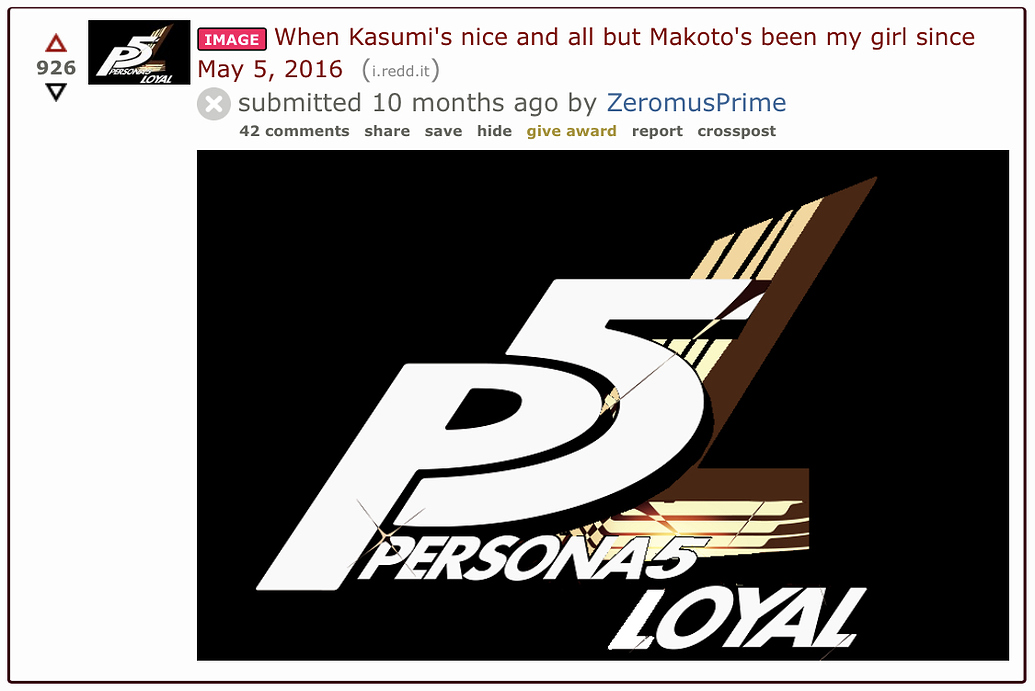 IMAGE When Kasumi's nice and all but Makoto's been my girl since
May 5, 2016 (i.redd.it)
926
submitted 10 months ago by ZeromusPrime
42 comments share save hide give award report crosspost
P5
PERSONA5
LOYAL